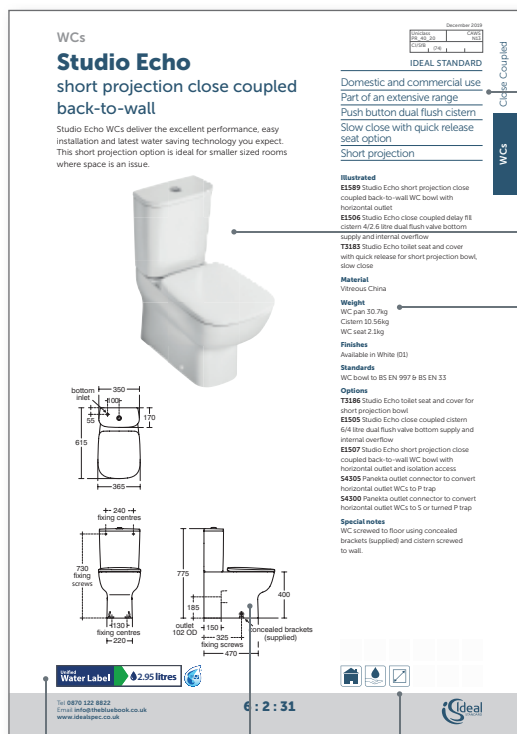 December 2019
Uniclass
PR_40_20
CAWS
N13
CI/SfB
(74)
WCs
Studio Echo
short projection close coupled
back-to-wall
Studio Echo WCs deliver the excellent performance, easy
installation and latest water saving technology you expect.
This short projection option is ideal for smaller sized rooms
where space is an issue.
IDEAL STANDARD
Domestic and commercial use
Part of an extensive range
Push button dual flush cistern
Slow close with quick release
seat option
Short projection
Close Coupled
WCs
Illustrated
E1589 Studio Echo short projection close
coupled back-to-wall WC bowl with
horizontal outlet
E1506 Studio Echo close coupled delay fill
cistern 4/2.6 litre dual flush valve bottom
supply and internal overflow
T3183 Studio Echo toilet seat and cover
with quick release for short projection bowl,
slow close
Material
Vitreous China
Weight
WC pan 30.7kg
Cistern 10.56kg
WC seat 2.1kg
Finishes
Available in White (01)
Standards
WC bowl to BS EN 997 & BS EN 33
Options
T3186 Studio Echo toilet seat and cover for
short projection bowl
E1505 Studio Echo close coupled cistern
6/4 litre dual flush valve bottom supply and
internal overflow
E1507 Studio Echo short projection close
coupled back-to-wall WC bowl with
horizontal outlet and isolation access
S4305 Panekta outlet connector to convert
horizontal outlet WCs to P trap
S4300 Panekta outlet connector to convert
horizontal outlet WCs to S or turned P trap
Special notes
WC screwed to floor using concealed
brackets (supplied) and cistern screwed
to wall.
bottom
inlet
350
100
55
170
615
365
240
fixing centres
730
fixing
screws
130
fixing centres
220
775
400
185
outlet
102 OD
150
concealed brackets
(supplied)
325
fixing screws
470
Unified
Water Label
2.95 litres
Tel 0870 122 8822
Email info@thebluebook.co.uk
www.idealspec.co.uk
6 : 2 : 31
Ideal
STANDARD